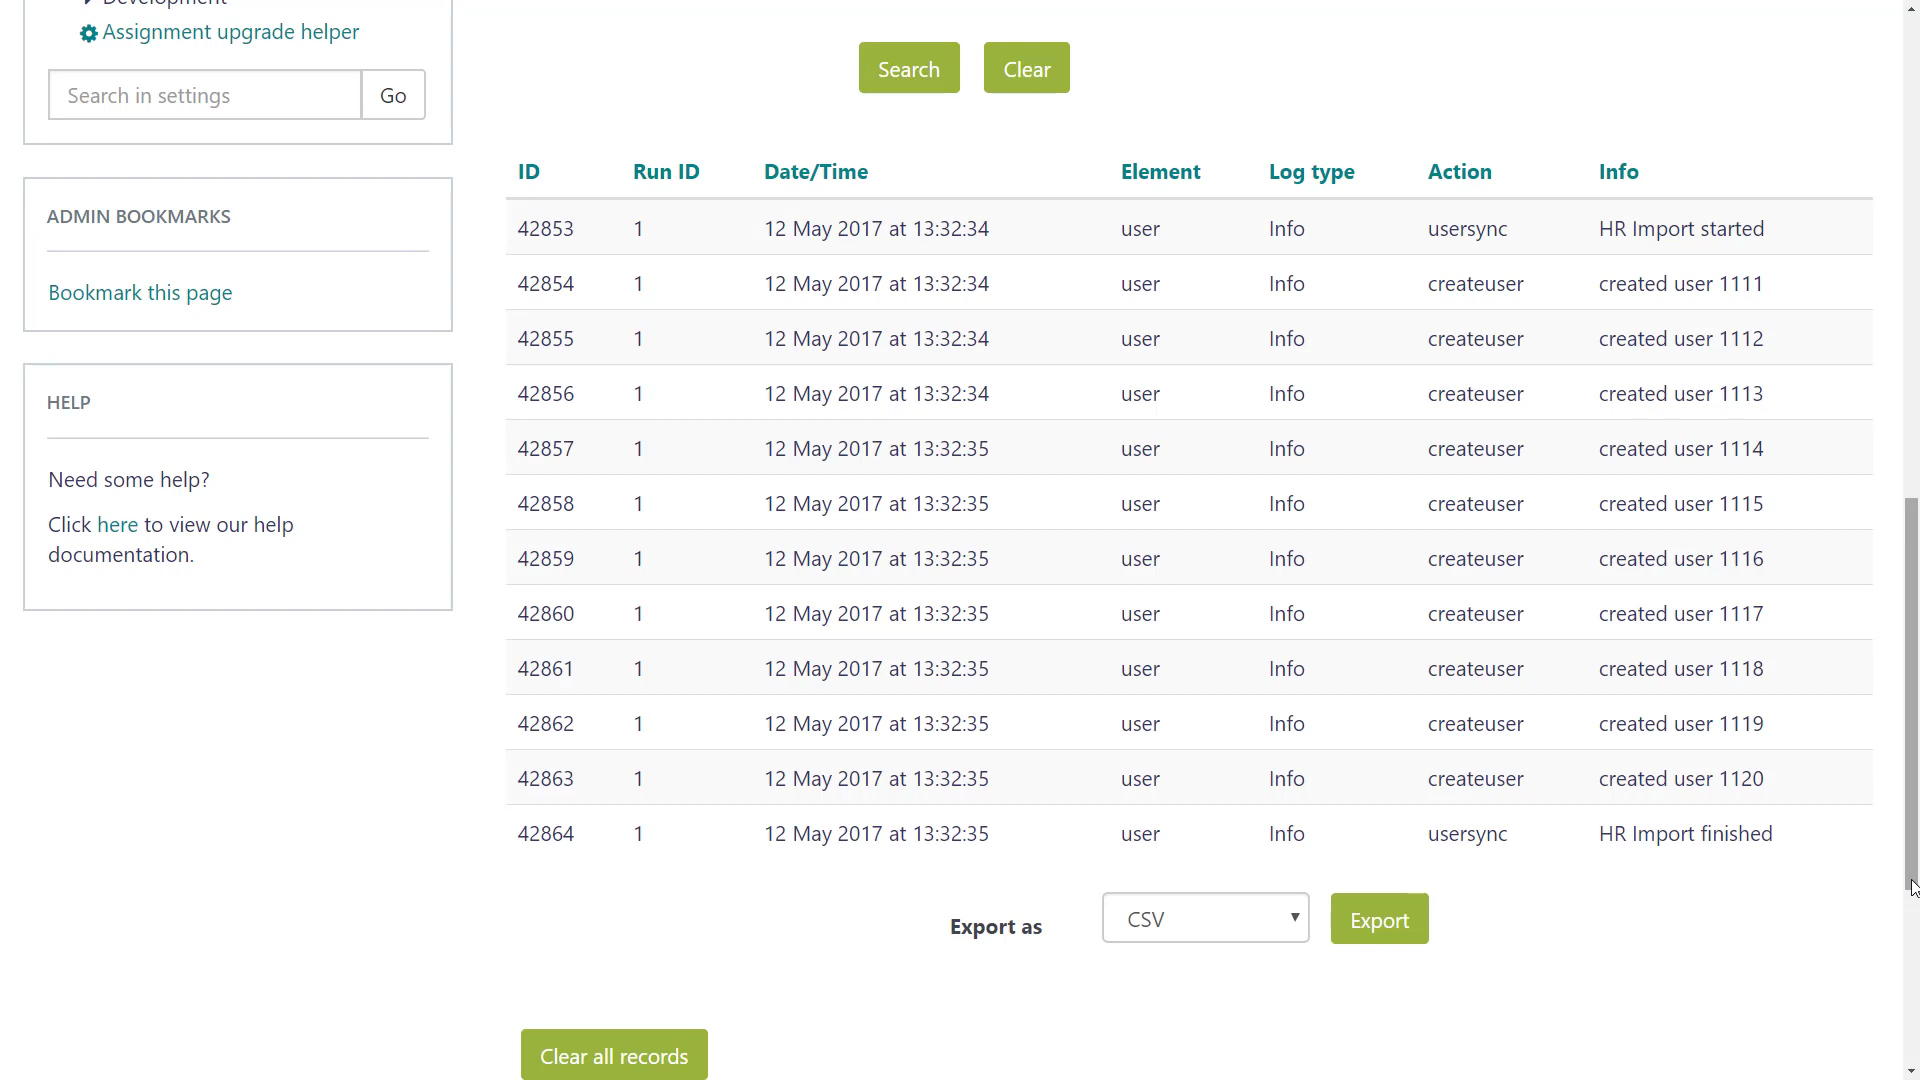 Development
Assignment upgrade helper
Search in settings Go
ADMIN BOOKMARKS
Bookmark this page
HELP
Need some help?
Click here to view our help
documentation.
Search Clear
ID Run ID Date/Time Element Log type Action Info
42853 1 12 May 2017 at 13:32:34 user Info usersync HR Import started
42854 1 12 May 2017 at 13:32:34 user Info createuser created user 1111
42855 1 12 May 2017 at 13:32:34 user Info createuser created user 1112
42856 1 12 May 2017 at 13:32:34 user Info createuser created user 1113
42857 1 12 May 2017 at 13:32:35 user Info createuser created user 1114
42858 1 12 May 2017 at 13:32:35 user Info createuser created user 1115
42859 1 12 May 2017 at 13:32:35 user Info createuser created user 1116
42860 1 12 May 2017 at 13:32:35 user Info createuser created user 1117
42861 1 12 May 2017 at 13:32:35 user Info createuser created user 1118
42862 1 12 May 2017 at 13:32:35 user Info createuser created user 1119
42863 1 12 May 2017 at 13:32:35 user Info createuser created user 1120
42864 1 12 May 2017 at 13:32:35 user Info usersync HR Import finished
Export as CSV Export
Clear all records